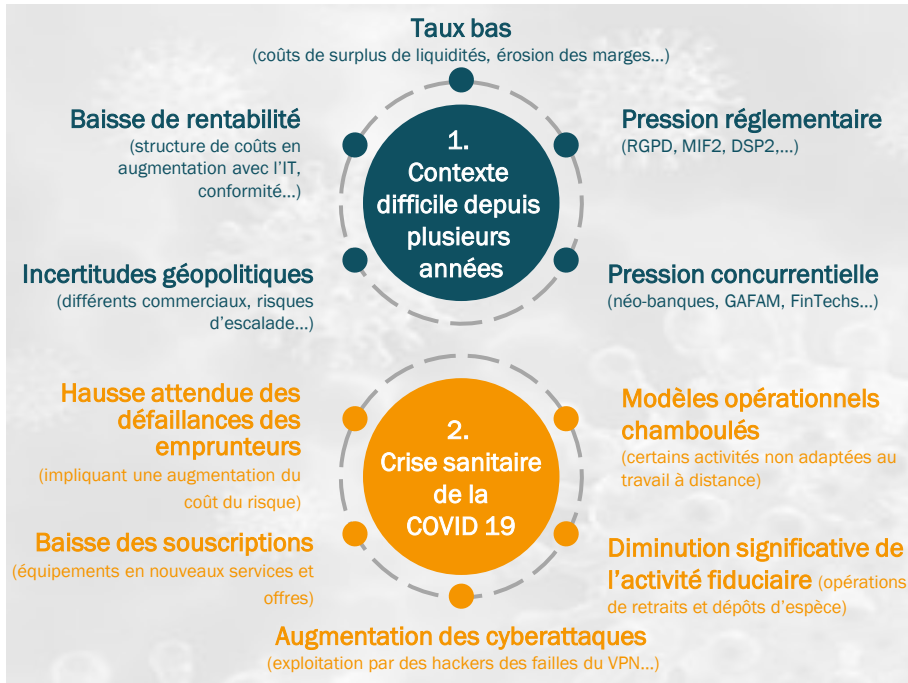 Taux bas
(coûts de surplus de liquidités, érosion des marges...)
Baisse de rentabilité
(structure de coûts en
augmentation avec l'IT,
conformité...)
Incertitudes géopolitiques
(différents commerciaux, risques
d'escalade...)
1.
Contexte
difficile depuis
plusieurs
années
Pression réglementaire
(RGPD, MIF2, DSP2,...)
Pression concurrentielle
(néo-banques, GAFAM, FinTechs...)
Hausse attendue des
défaillances des
emprunteurs
(impliquant une augmentation du
coût du risque)
Baisse des souscriptions
(équipements en nouveaux services et
offres)
2.
Crise sanitaire
de la
COVID 19
Modèles opérationnels
chamboulés
(certains activités non adaptées au
travail à distance)
Diminution significative de
l'activité fiduciaire (opérations
de retraits et dépôts d'espèce)
Augmentation des cyberattaques
(exploitation par des hackers des failles du VPN...)